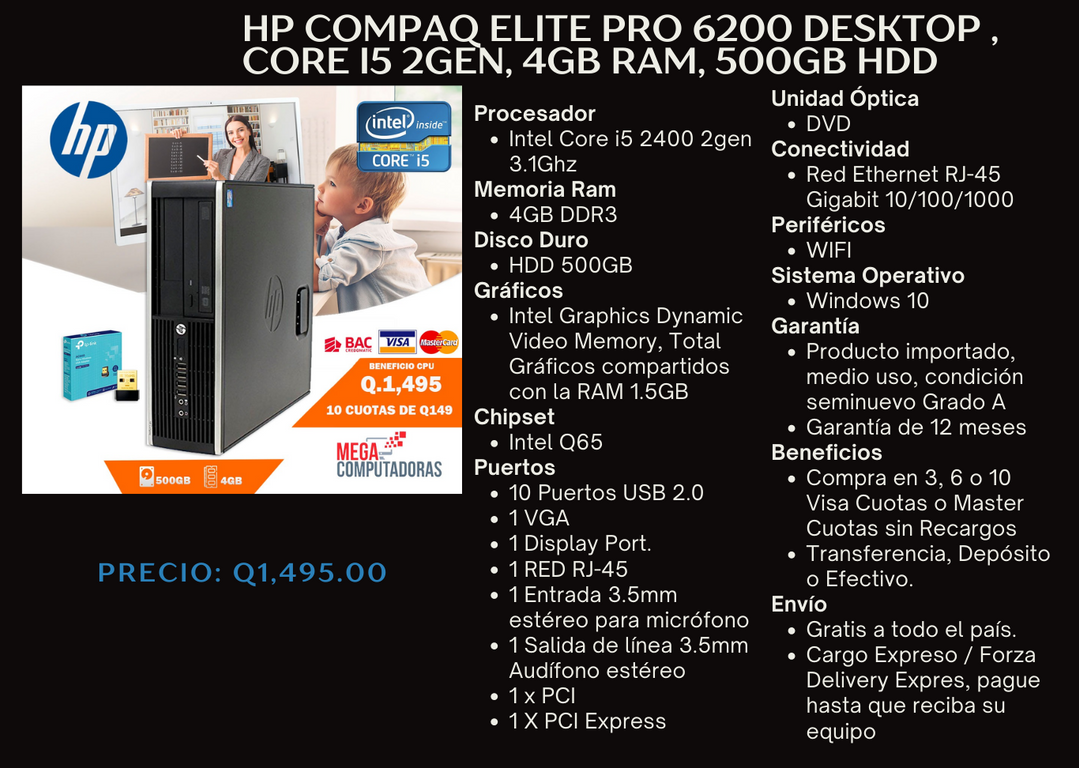 HP COMPAQ ELITE PRO 6200 DESKTOP ,
CORE I5 2GEN, 4GB RAM, 500GB HDD
hp
intel inside™
CORE™ i5
tp-link
BAC
CREDOMATIC
VISA
MasterCard
BENEFICIO CPU
Q.1,495
10 CUOTAS DE Q149
MEGA
COMPUTADORAS
500GB
4GB
PRECIO: Q1,495.00
Procesador
• Intel Core i5 2400 2gen
3.1Ghz
Memoria Ram
• 4GB DDR3
Disco Duro
• HDD 500GB
Gráficos
• Intel Graphics Dynamic
Video Memory, Total
Gráficos compartidos
con la RAM 1.5GB
Chipset
• Intel Q65
Puertos
• 10 Puertos USB 2.0
• 1 VGA
• 1 Display Port.
• 1 RED RJ-45
• 1 Entrada 3.5mm
estéreo para micrófono
• 1 Salida de línea 3.5mm
Audífono estéreo
• 1 x PCI
• 1 X PCI Express
Unidad Óptica
• DVD
Conectividad
• Red Ethernet RJ-45
Gigabit 10/100/1000
Periféricos
• WIFI
Sistema Operativo
• Windows 10
Garantía
• Producto importado,
medio uso, condición
seminuevo Grado A
• Garantía de 12 meses
Beneficios
• Compra en 3, 6 o 10
Visa Cuotas o Master
Cuotas sin Recargos
• Transferencia, Depósito
o Efectivo.
Envío
• Gratis a todo el país.
• Cargo Expreso / Forza
Delivery Expres, pague
hasta que reciba su
equipo